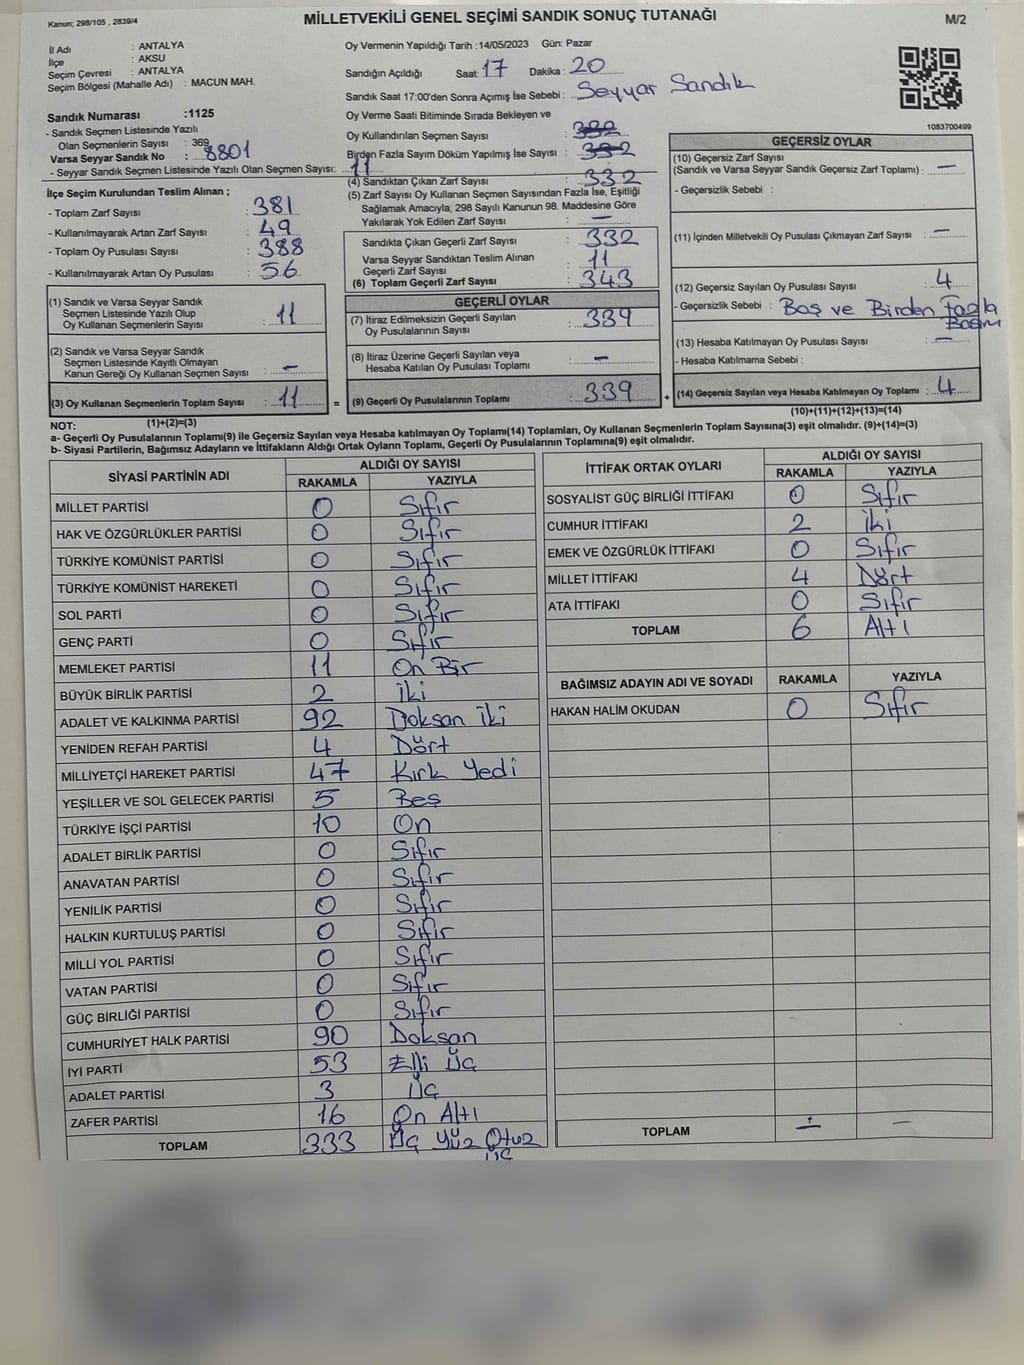 Kanun; 298/105 , 2839/4
MİLLETVEKİLİ GENEL SEÇİMİ SANDIK SONUÇ TUTANAĞI
M/2
İl Adı : ANTALYA
İlçe : AKSU
Seçim Çevresi : ANTALYA
Seçim Bölgesi (Mahalle Adı) : MACUN MAH.
Sandık Numarası :1125
- Sandık Seçmen Listesinde Yazılı
Olan Seçmenlerin Sayısı : 369
Varsa Seyyar Sandık No : 8801
- Seyyar Sandık Seçmen Listesinde Yazılı Olan Seçmen Sayısı: 11
Oy Vermenin Yapıldığı Tarih :14/05/2023 Gün: Pazar
Sandığın Açıldığı Saat: 17 Dakika : 20
Sandık Saat 17:00'den Sonra Açımış İse Sebebi : Seyyar Sandık
Oy Verme Saati Bitiminde Sırada Bekleyen ve
Oy Kullandırılan Seçmen Sayısı : 332
Birden Fazla Sayım Döküm Yapılmış İse Sayısı : 332
(4) Sandıktan Çıkan Zarf Sayısı : 332
(5) Zarf Sayısı Oy Kullanan Seçmen Sayısından Fazla İse, Eşitliği
Sağlamak Amacıyla; 298 Sayılı Kanunun 98. Maddesine Göre
Yakılarak Yok Edilen Zarf Sayısı : —
Sandıkta Çıkan Geçerli Zarf Sayısı : 332
Varsa Seyyar Sandıktan Teslim Alınan
Geçerli Zarf Sayısı : 11
(6) Toplam Geçerli Zarf Sayısı : 343
1083700499
GEÇERSİZ OYLAR
(10) Geçersiz Zarf Sayısı
(Sandık ve Varsa Seyyar Sandık Geçersiz Zarf Toplamı) : —
- Geçersizlik Sebebi :
(11) İçinden Milletvekili Oy Pusulası Çıkmayan Zarf Sayısı : —
(12) Geçersiz Sayılan Oy Pusulası Sayısı : 4
- Geçersizlik Sebebi : Boş ve Birden Fazla
Basım
(13) Hesaba Katılmayan Oy Pusulası Sayısı : —
- Hesaba Katılmama Sebebi :
(14) Geçersiz Sayılan veya Hesaba Katılmayan Oy Toplamı : 4
(10)+(11)+(12)+(13)=(14)
İlçe Seçim Kurulundan Teslim Alınan ;
- Toplam Zarf Sayısı : 381
- Kullanılmayarak Artan Zarf Sayısı : 49
- Toplam Oy Pusulası Sayısı : 388
- Kullanılmayarak Artan Oy Pusulası : 56
(1) Sandık ve Varsa Seyyar Sandık
Seçmen Listesinde Yazılı Olup
Oy Kullanan Seçmenlerin Sayısı : 11
(2) Sandık ve Varsa Seyyar Sandık
Seçmen Listesinde Kayıtlı Olmayan
Kanun Gereği Oy Kullanan Seçmen Sayısı : —
(3) Oy Kullanan Seçmenlerin Toplam Sayısı : 11 =
(1)+(2)=(3)
GEÇERLİ OYLAR
(7) İtiraz Edilmeksizin Geçerli Sayılan
Oy Pusulalarının Sayısı : 339
(8) İtiraz Üzerine Geçerli Sayılan veya
Hesaba Katılan Oy Pusulası Toplamı : —
(9) Geçerli Oy Pusulalarının Toplamı : 339 +
NOT:
a- Geçerli Oy Pusulalarının Toplamı(9) ile Geçersiz Sayılan veya Hesaba katılmayan Oy Toplamı(14) Toplamları, Oy Kullanan Seçmenlerin Toplam Sayısına(3) eşit olmalıdır. (9)+(14)=(3)
b- Siyasi Partilerin, Bağımsız Adayların ve İttifakların Aldığı Ortak Oyların Toplamı, Geçerli Oy Pusulalarının Toplamına(9) eşit olmalıdır.
SİYASİ PARTİNİN ADI ALDIĞI OY SAYISI
RAKAMLA YAZIYLA
MİLLET PARTİSİ 0 Sıfır
HAK VE ÖZGÜRLÜKLER PARTİSİ 0 Sıfır
TÜRKİYE KOMÜNİST PARTİSİ 0 Sıfır
TÜRKİYE KOMÜNİST HAREKETİ 0 Sıfır
SOL PARTİ 0 Sıfır
GENÇ PARTİ 0 Sıfır
MEMLEKET PARTİSİ 11 On Bir
BÜYÜK BİRLİK PARTİSİ 2 İki
ADALET VE KALKINMA PARTİSİ 92 Doksan iki
YENİDEN REFAH PARTİSİ 4 Dört
MİLLİYETÇİ HAREKET PARTİSİ 47 Kırk Yedi
YEŞİLLER VE SOL GELECEK PARTİSİ 5 Beş
TÜRKİYE İŞÇİ PARTİSİ 10 On
ADALET BİRLİK PARTİSİ 0 Sıfır
ANAVATAN PARTİSİ 0 Sıfır
YENİLİK PARTİSİ 0 Sıfır
HALKIN KURTULUŞ PARTİSİ 0 Sıfır
MİLLİ YOL PARTİSİ 0 Sıfır
VATAN PARTİSİ 0 Sıfır
GÜÇ BİRLİĞİ PARTİSİ 0 Sıfır
CUMHURİYET HALK PARTİSİ 90 Doksan
İYİ PARTİ 53 Elli Üç
ADALET PARTİSİ 3 Üç
ZAFER PARTİSİ 16 On Altı
TOPLAM 333 Üç Yüz Otuz
Üç
İTTİFAK ORTAK OYLARI ALDIĞI OY SAYISI
RAKAMLA YAZIYLA
SOSYALİST GÜÇ BİRLİĞİ İTTİFAKI 0 Sıfır
CUMHUR İTTİFAKI 2 İki
EMEK VE ÖZGÜRLÜK İTTİFAKI 0 Sıfır
MİLLET İTTİFAKI 4 Dört
ATA İTTİFAKI 0 Sıfır
TOPLAM 6 Altı
BAĞIMSIZ ADAYIN ADI VE SOYADI RAKAMLA YAZIYLA
HAKAN HALİM OKUDAN 0 Sıfır
TOPLAM — —